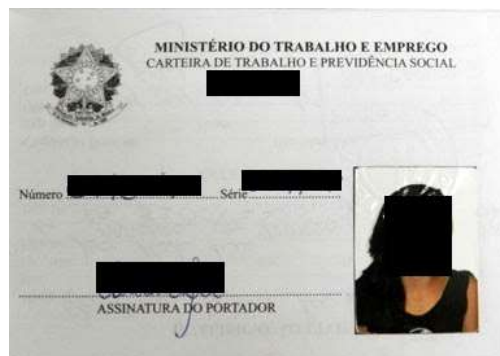 MINISTÉRIO DO TRABALHO E EMPREGO
CARTEIRA DE TRABALHO E PREVIDÊNCIA SOCIAL
Número Série
ASSINATURA DO PORTADOR